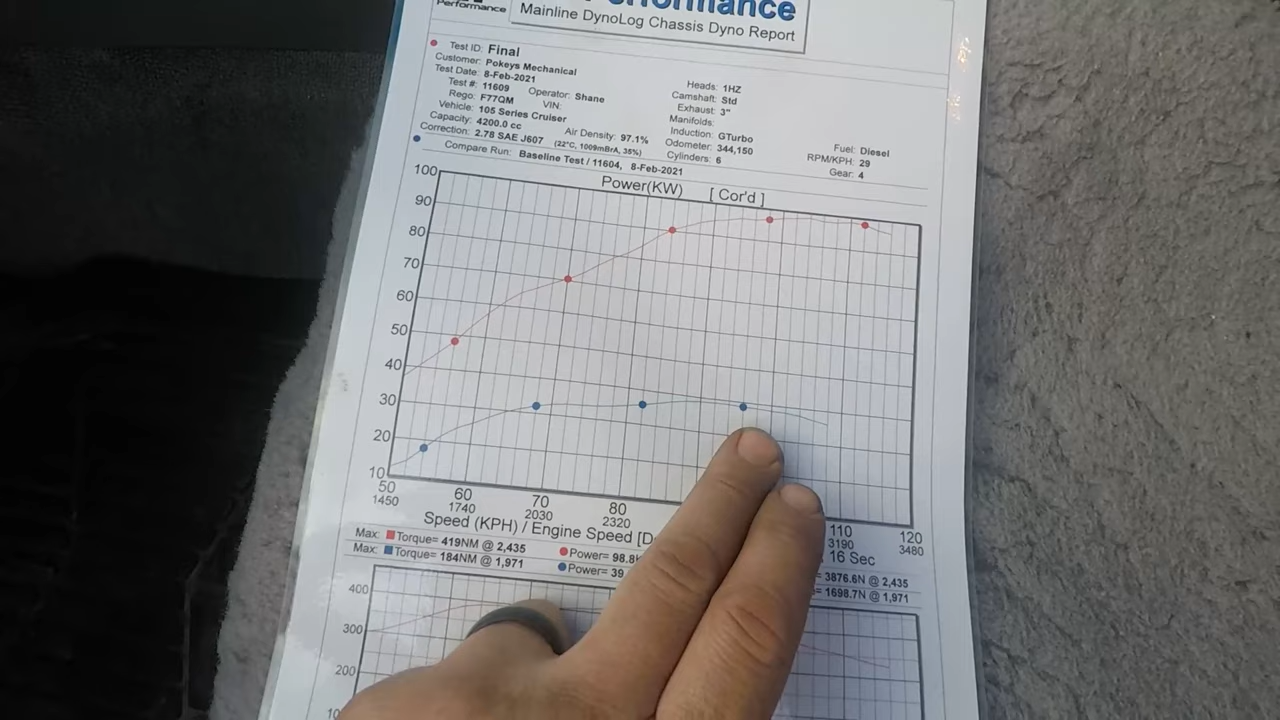 Performance
Performance
Mainline DynoLog Chassis Dyno Report
Test ID: Final
Customer: Pokeys Mechanical
Test Date: 8-Feb-2021
Test #: 11609 Operator: Shane
Rego: F77QM VIN:
Vehicle: 105 Series Cruiser
Capacity: 4200.0 cc Air Density: 97.1%
Correction: 2.78 SAE J607 (22°C, 1009mBrA, 35%)
Heads: 1HZ
Camshaft: Std
Exhaust: 3"
Manifolds:
Induction: GTurbo
Odometer: 344,150
Cylinders: 6
Fuel: Diesel
RPM/KPH: 29
Gear: 4
Compare Run: Baseline Test / 11604, 8-Feb-2021
Power(KW) [ Cor'd ]
100
90
80
70
60
50
40
30
20
10
50 60 70 80 110 120
1450 1740 2030 2320 3190 3480
Speed (KPH) / Engine Speed [D
16 Sec
Max: Torque= 419NM @ 2,435 Power= 98.8k = 3876.6N @ 2,435
Max: Torque= 184NM @ 1,971 Power= 39 = 1698.7N @ 1,971
400
300
200